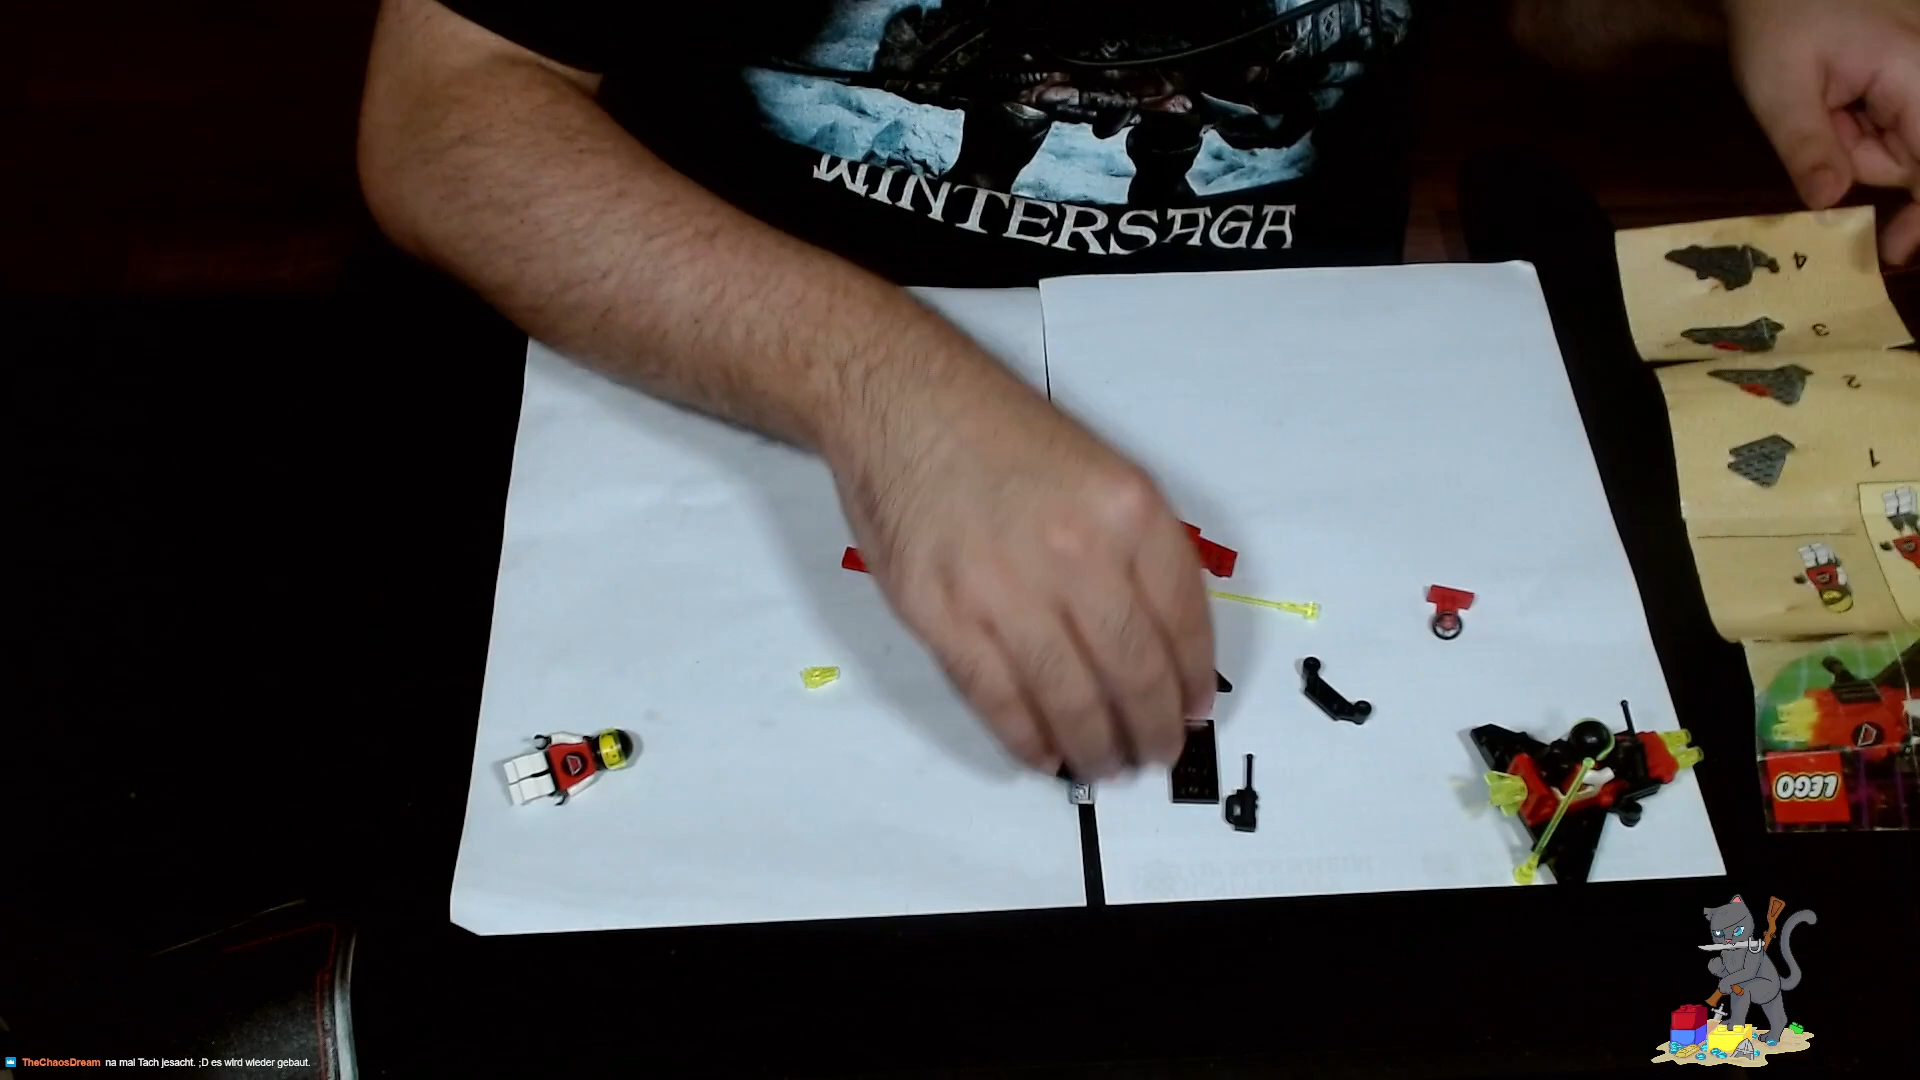 WINTERSAGA
4
3
2
1
LEGO
TheChaosDream na mal Tach jesacht. ;D es wird wieder gebaut.